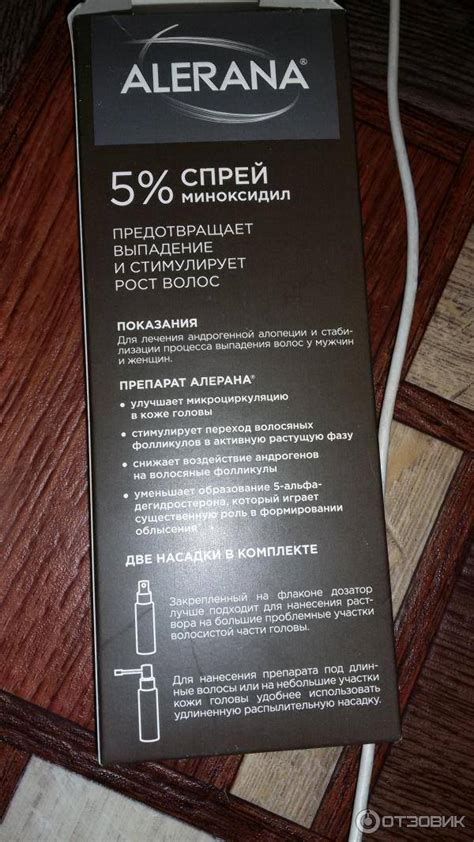 ALERANA®
5% СПРЕЙ
МИНОКСИДИЛ
ПРЕДОТВРАЩАЕТ
ВЫПАДЕНИЕ
И СТИМУЛИРУЕТ
РОСТ ВОЛОС
ПОКАЗАНИЯ
Для лечения андрогенной алопеции и стаби-
лизации процесса выпадения волос у мужчин
и женщин.
ПРЕПАРАТ АЛЕРАНА®
• улучшает микроциркуляцию
в коже головы
• стимулирует переход волосяных
фолликулов в активную растущую фазу
• снижает воздействие андрогенов
на волосяные фолликулы
• уменьшает образование 5-альфа-
дегидростерона, который играет
существенную роль в формировании
облысения
ДВЕ НАСАДКИ В КОМПЛЕКТЕ
Закрепленный на флаконе дозатор
лучше подходит для нанесения раст-
вора на большие проблемные участки
волосистой части головы.
Для нанесения препарата под длин-
ные волосы или на небольшие участки
кожи головы удобнее использовать
удлиненную распылительную насадку.
ОТЗОВИК